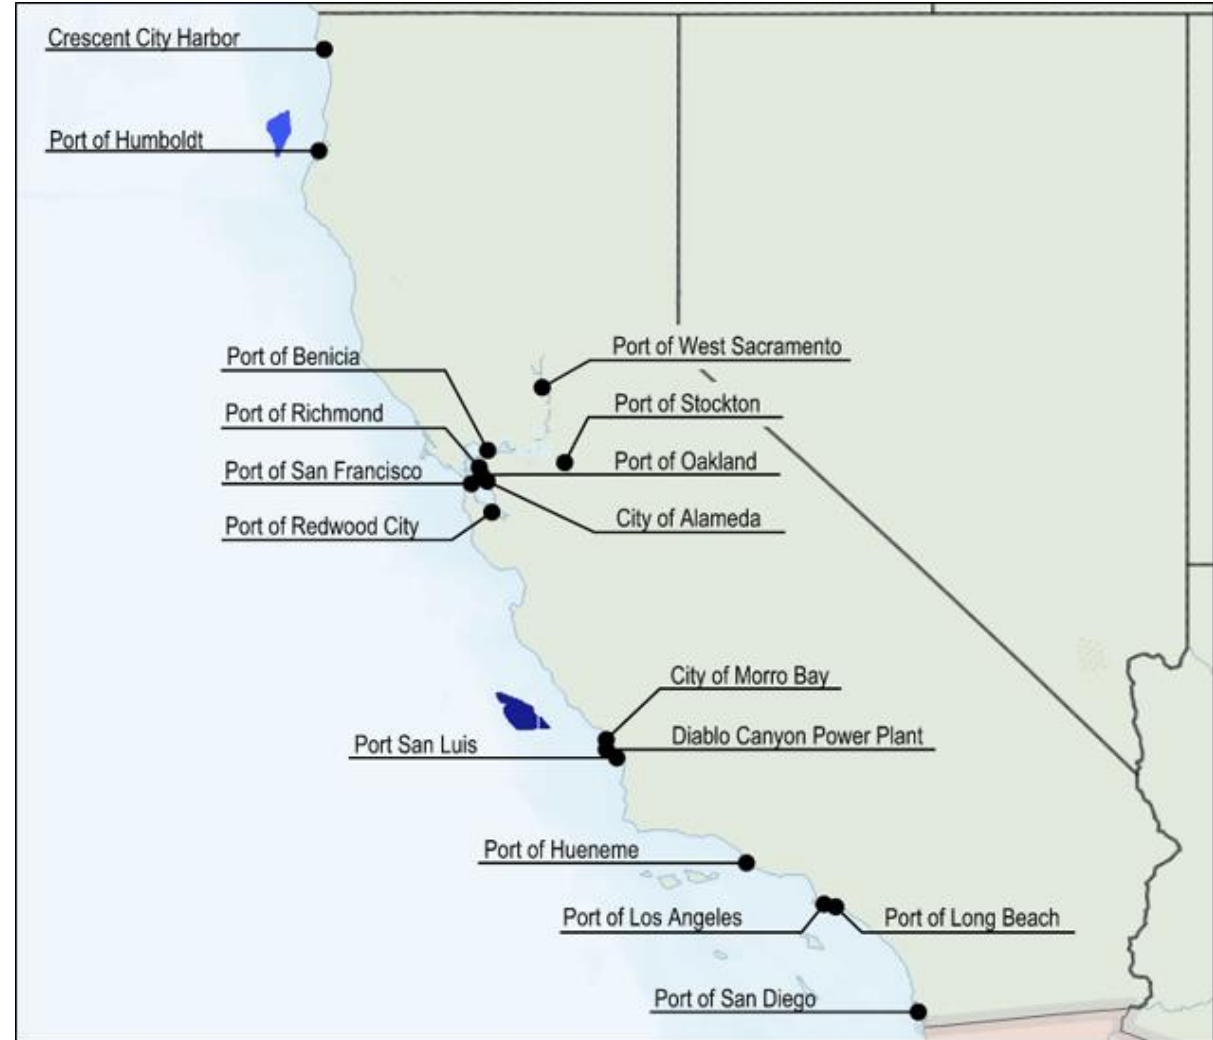 Crescent City Harbor
Port of Humboldt
Port of West Sacramento
Port of Benicia
Port of Stockton
Port of Richmond
Port of Oakland
Port of San Francisco
City of Alameda
Port of Redwood City
City of Morro Bay
Diablo Canyon Power Plant
Port San Luis
Port of Hueneme
Port of Los Angeles
Port of Long Beach
Port of San Diego